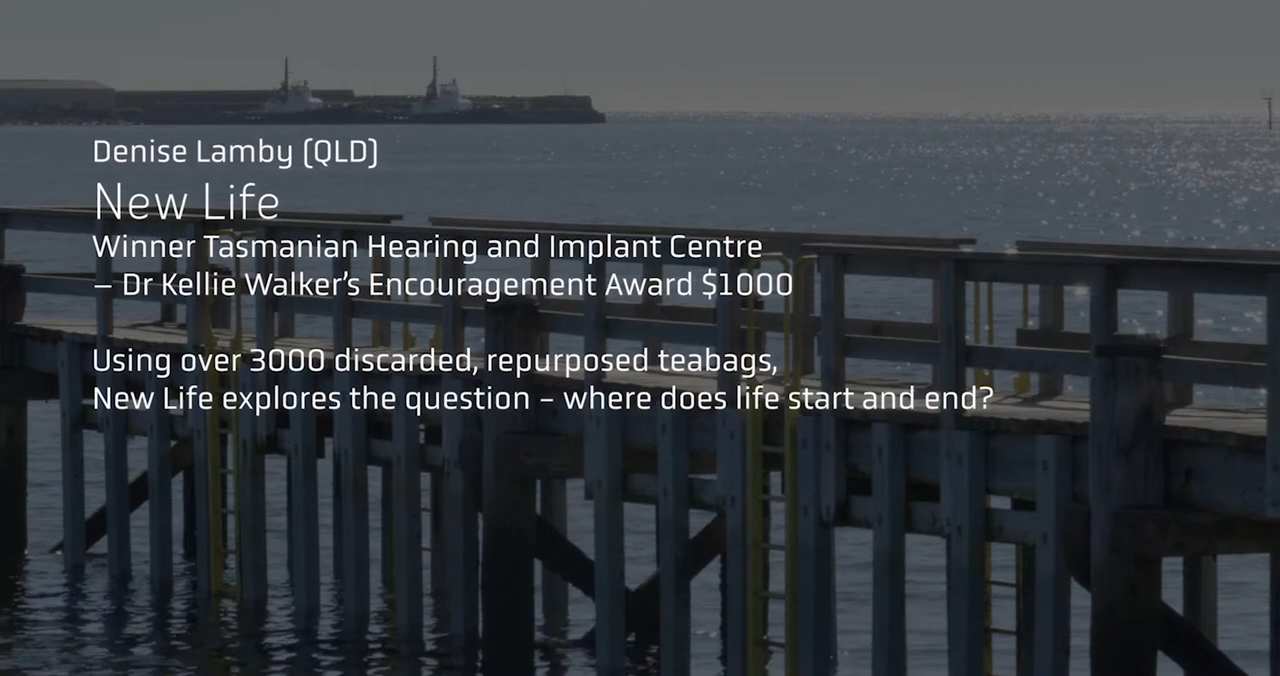 Denise Lamby (QLD)
New Life
Winner Tasmanian Hearing and Implant Centre
– Dr Kellie Walker’s Encouragement Award $1000
Using over 3000 discarded, repurposed teabags,
New Life explores the question – where does life start and end?